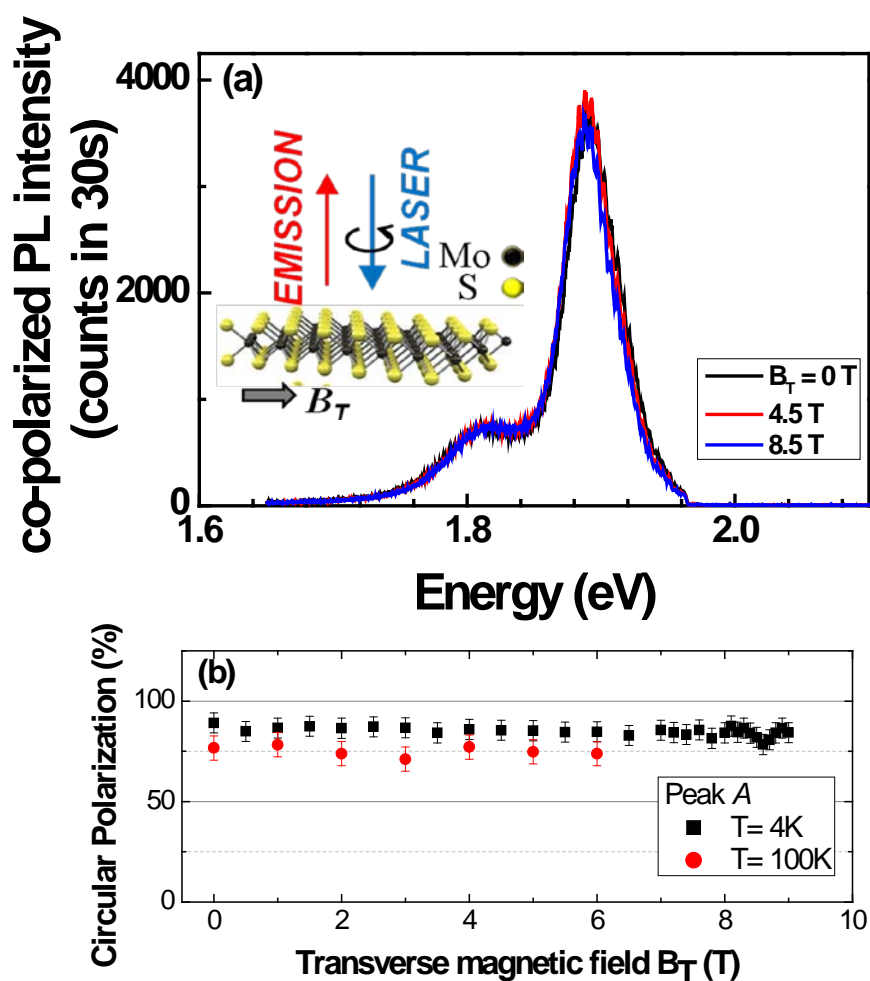 co-polarized PL intensity
(counts in 30s)
4000
2000
0
(a)
EMISSION
LASER
Mo
S
B_T
B_T = 0 T
4.5 T
8.5 T
1.6
1.8
2.0
Energy (eV)
Circular Polarization (%)
100
50
0
(b)
Peak A
T= 4K
T= 100K
0
2
4
6
8
10
Transverse magnetic field B_T (T)